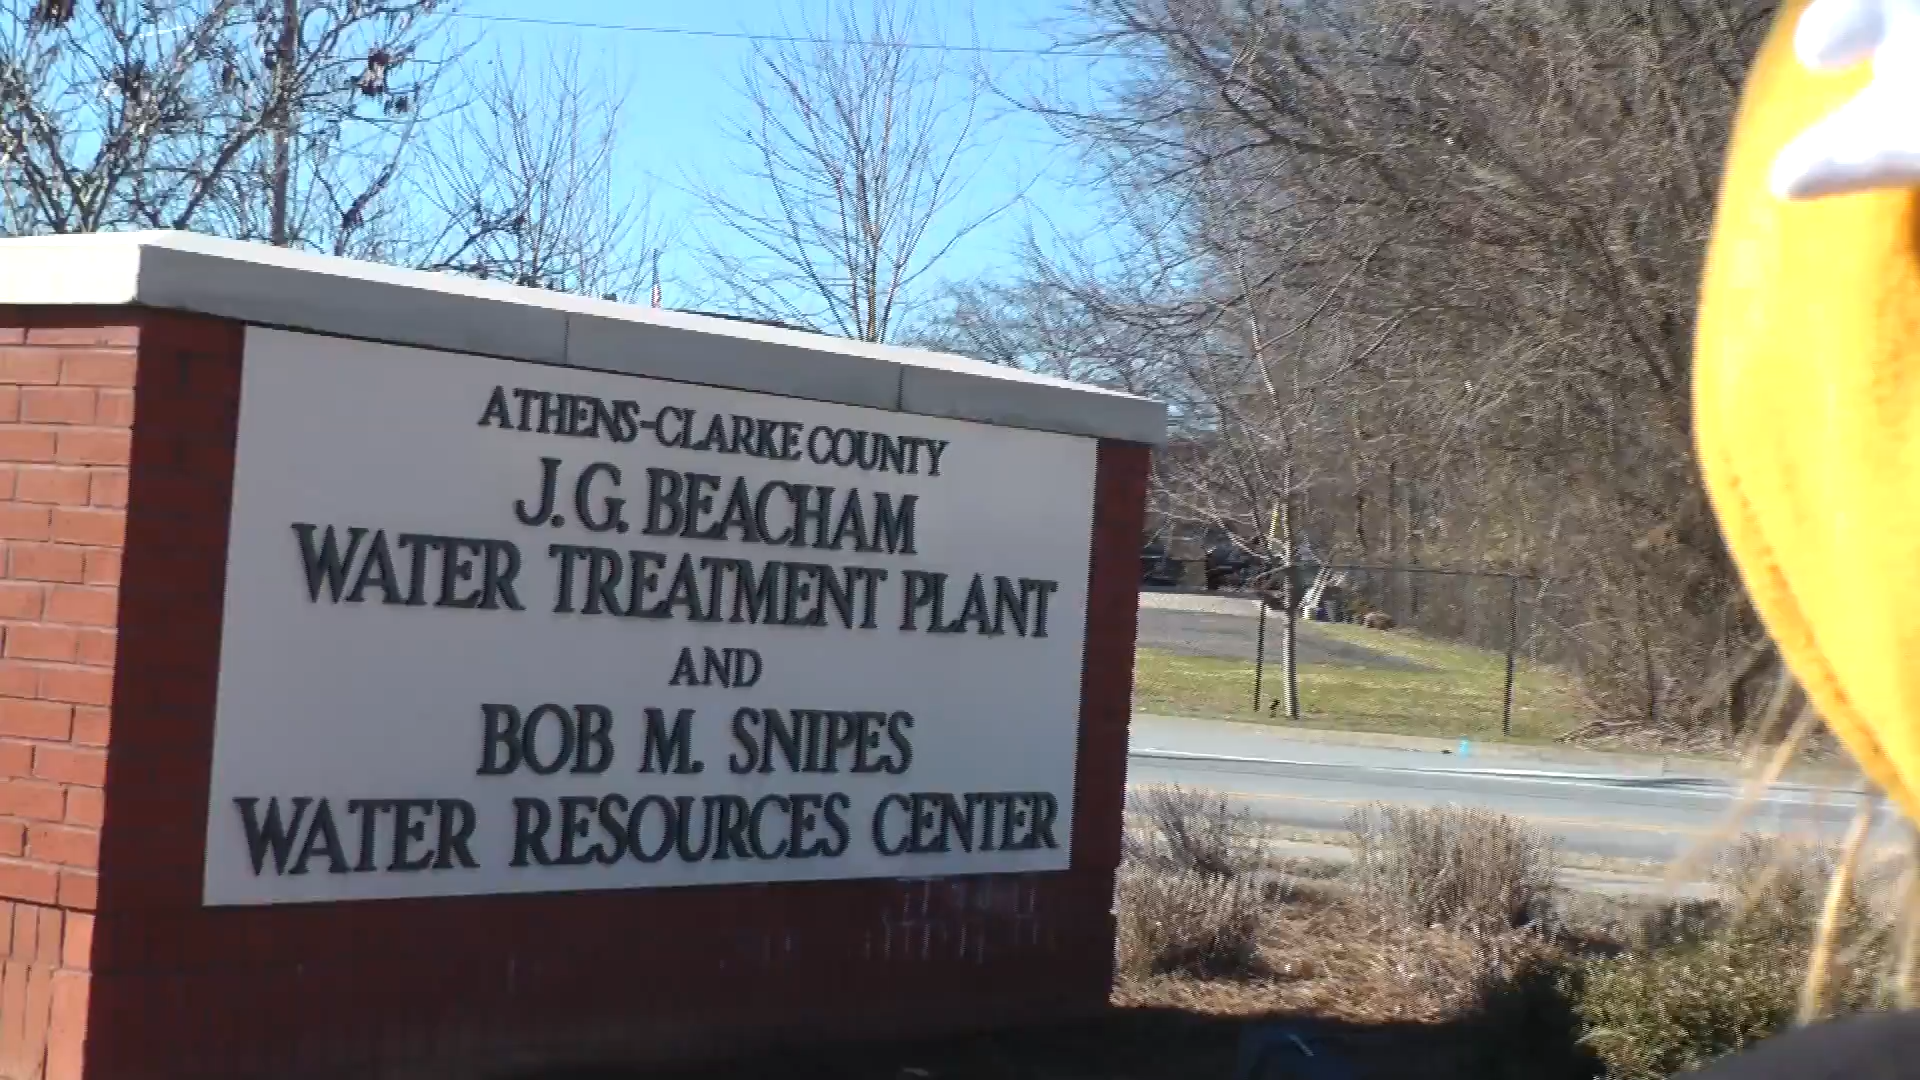 ATHENS-CLARKE COUNTY
J.G. BEACHAM
WATER TREATMENT PLANT
AND
BOB M. SNIPES
WATER RESOURCES CENTER